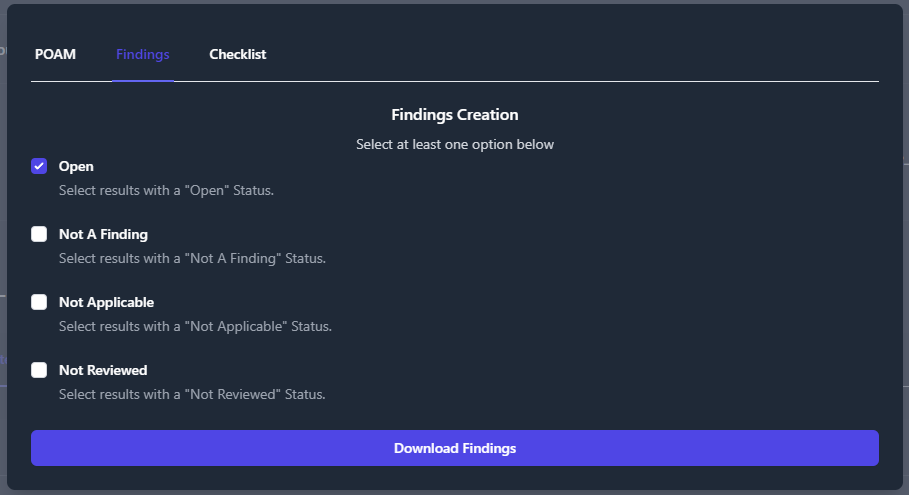 POAM Findings Checklist
Findings Creation
Select at least one option below
Open
Select results with a "Open" Status.
Not A Finding
Select results with a "Not A Finding" Status.
Not Applicable
Select results with a "Not Applicable" Status.
Not Reviewed
Select results with a "Not Reviewed" Status.
Download Findings